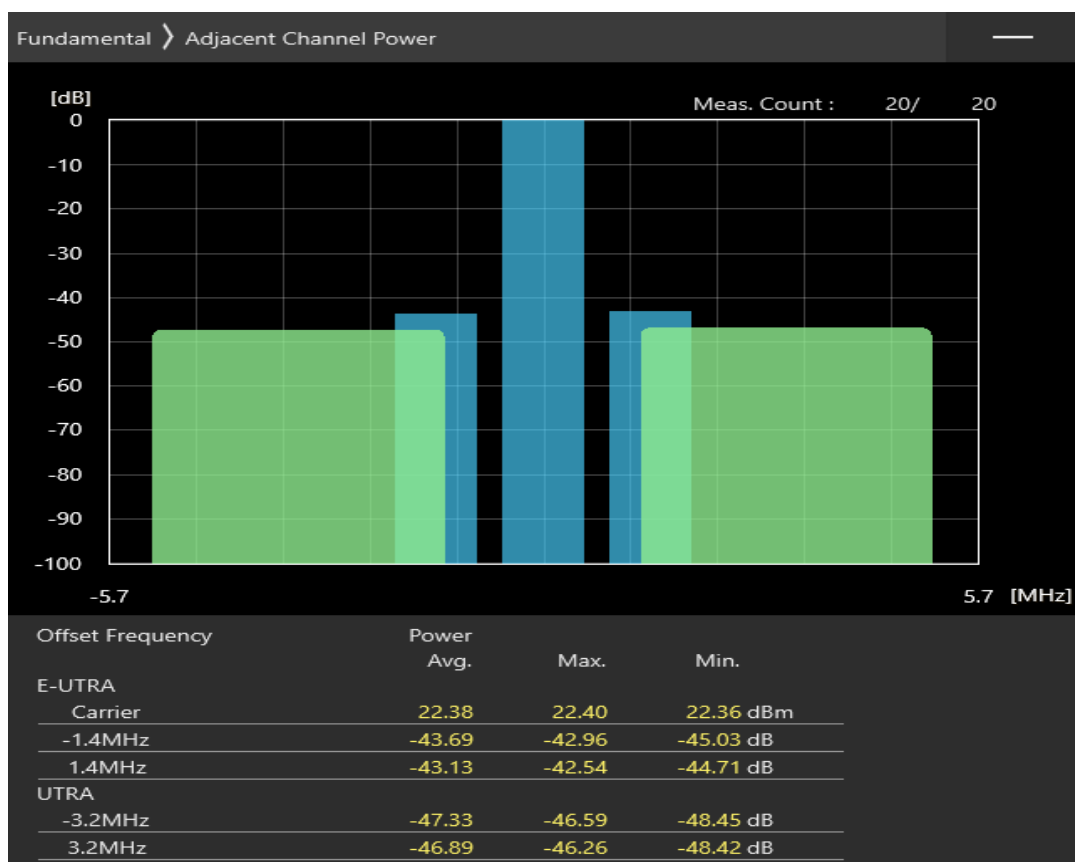 Fundamental ❯ Adjacent Channel Power
[dB]
Meas. Count : 20/ 20
0
-10
-20
-30
-40
-50
-60
-70
-80
-90
-100
-5.7 5.7 [MHz]
Offset Frequency Power
Avg. Max. Min.
E-UTRA
Carrier 22.38 22.40 22.36 dBm
-1.4MHz -43.69 -42.96 -45.03 dB
1.4MHz -43.13 -42.54 -44.71 dB
UTRA
-3.2MHz -47.33 -46.59 -48.45 dB
3.2MHz -46.89 -46.26 -48.42 dB